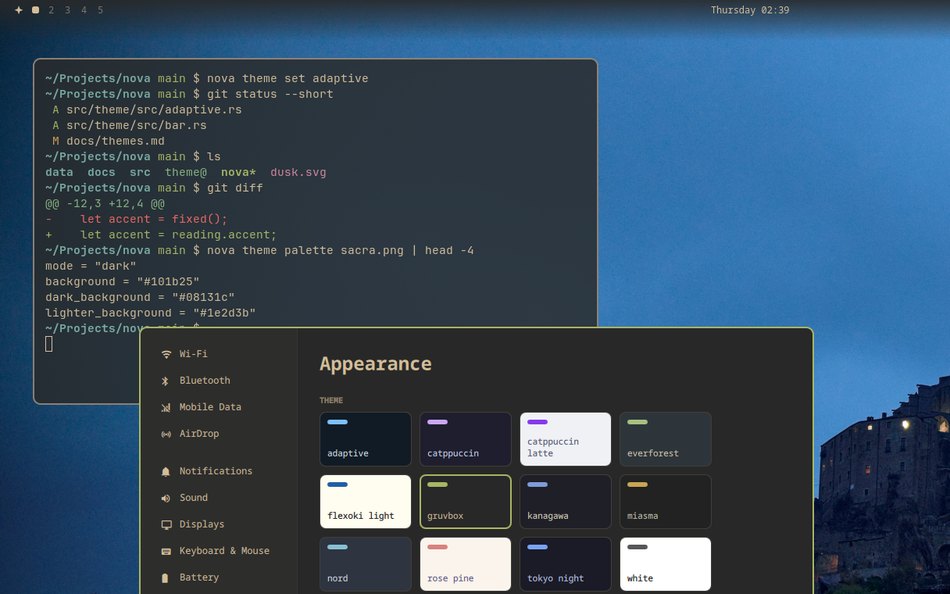 2 3 4 5
Thursday 02:39
~/Projects/nova main $ nova theme set adaptive
~/Projects/nova main $ git status --short
A src/theme/src/adaptive.rs
A src/theme/src/bar.rs
M docs/themes.md
~/Projects/nova main $ ls
data docs src theme@ nova* dusk.svg
~/Projects/nova main $ git diff
@@ -12,3 +12,4 @@
-    let accent = fixed();
+    let accent = reading.accent;
~/Projects/nova main $ nova theme palette sacra.png | head -4
mode = "dark"
background = "#101b25"
dark_background = "#08131c"
lighter_background = "#1e2d3b"
~/Projects/nova main $
Wi-Fi
Bluetooth
Mobile Data
AirDrop
Notifications
Sound
Displays
Keyboard & Mouse
Battery
Appearance
THEME
adaptive
catppuccin
catppuccin
latte
everforest
flexoki light
gruvbox
kanagawa
miasma
nord
rose pine
tokyo night
white